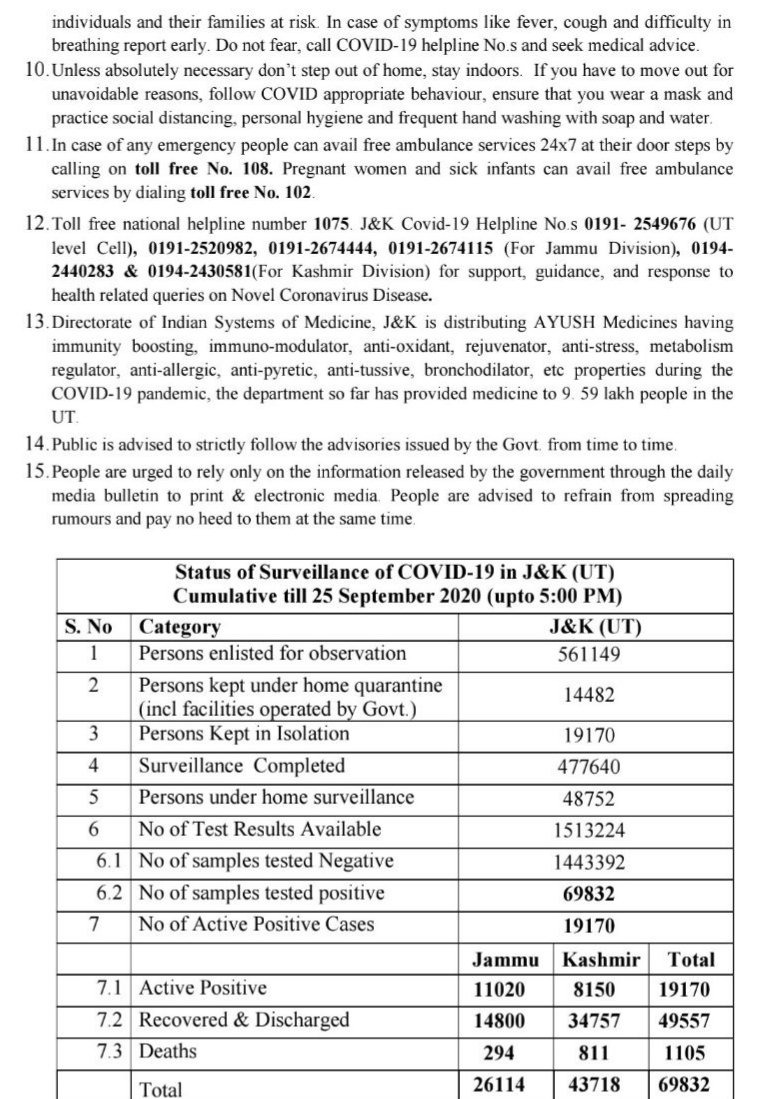 individuals and their families at risk. In case of symptoms like fever, cough and difficulty in
breathing report early. Do not fear, call COVID-19 helpline No.s and seek medical advice.
10. Unless absolutely necessary don't step out of home, stay indoors. If you have to move out for
unavoidable reasons, follow COVID appropriate behaviour, ensure that you wear a mask and
practice social distancing, personal hygiene and frequent hand washing with soap and water.
11. In case of any emergency people can avail free ambulance services 24x7 at their door steps by
calling on toll free No. 108. Pregnant women and sick infants can avail free ambulance
services by dialing toll free No. 102.
12. Toll free national helpline number 1075. J&K Covid-19 Helpline No.s 0191- 2549676 (UT
level Cell), 0191-2520982, 0191-2674444, 0191-2674115 (For Jammu Division), 0194-
2440283 & 0194-2430581(For Kashmir Division) for support, guidance, and response to
health related queries on Novel Coronavirus Disease.
13. Directorate of Indian Systems of Medicine, J&K is distributing AYUSH Medicines having
immunity boosting, immuno-modulator, anti-oxidant, rejuvenator, anti-stress, metabolism
regulator, anti-allergic, anti-pyretic, anti-tussive, bronchodilator, etc properties during the
COVID-19 pandemic, the department so far has provided medicine to 9. 59 lakh people in the
UT.
14. Public is advised to strictly follow the advisories issued by the Govt. from time to time.
15. People are urged to rely only on the information released by the government through the daily
media bulletin to print & electronic media. People are advised to refrain from spreading
rumours and pay no heed to them at the same time.
Status of Surveillance of COVID-19 in J&K (UT)
Cumulative till 25 September 2020 (upto 5:00 PM)
S. No Category J&K (UT)
1 Persons enlisted for observation 561149
2 Persons kept under home quarantine
(incl facilities operated by Govt.) 14482
3 Persons Kept in Isolation 19170
4 Surveillance Completed 477640
5 Persons under home surveillance 48752
6 No of Test Results Available 1513224
6.1 No of samples tested Negative 1443392
6.2 No of samples tested positive 69832
7 No of Active Positive Cases 19170
Jammu Kashmir Total
7.1 Active Positive 11020 8150 19170
7.2 Recovered & Discharged 14800 34757 49557
7.3 Deaths 294 811 1105
Total 26114 43718 69832